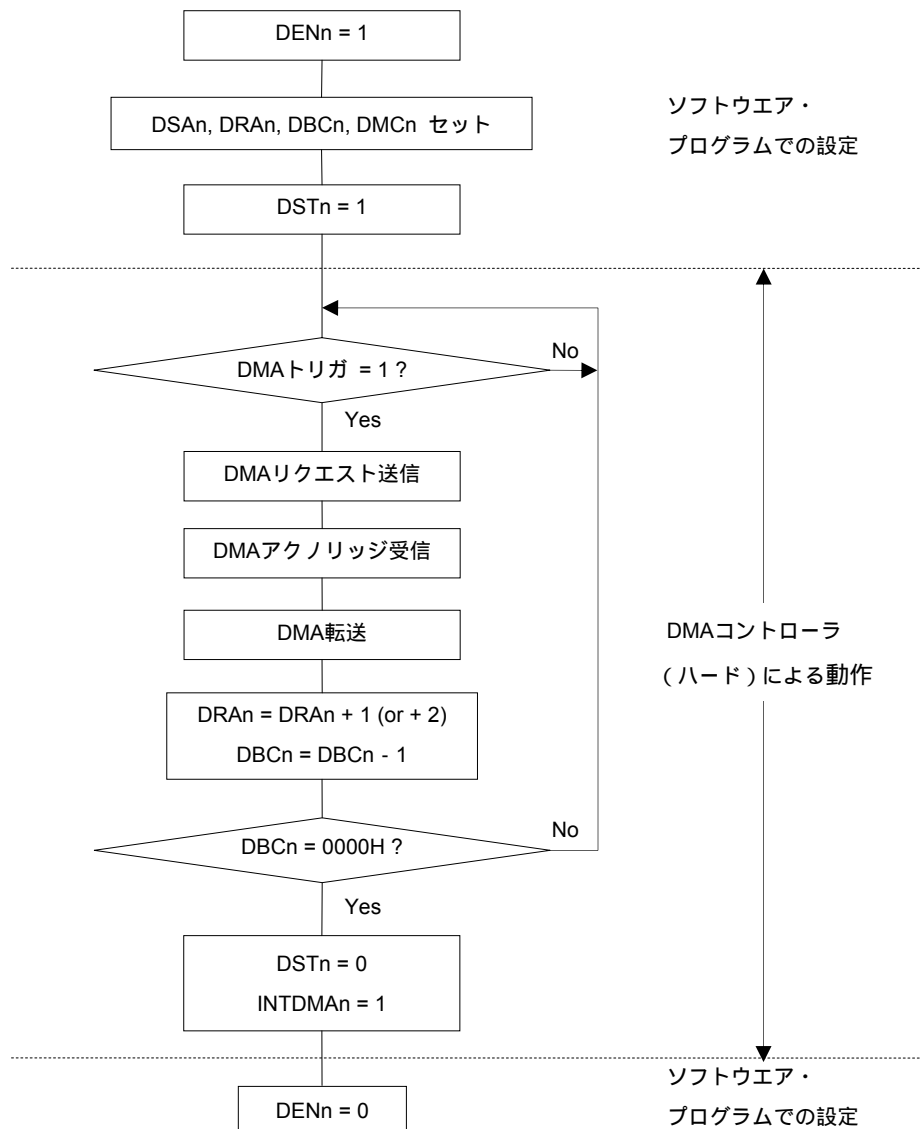 DENn = 1
DSAn, DRAn, DBCn, DMCn セット
ソフトウエア・
プログラムでの設定
DSTn = 1
DMAトリガ = 1 ?
No
Yes
DMAリクエスト送信
DMAアクノリッジ受信
DMA転送
DMAコントローラ
(ハード)による動作
DRAn = DRAn + 1 (or + 2)
DBCn = DBCn - 1
DBCn = 0000H ?
No
Yes
DSTn = 0
INTDMAn = 1
DENn = 0
ソフトウエア・
プログラムでの設定